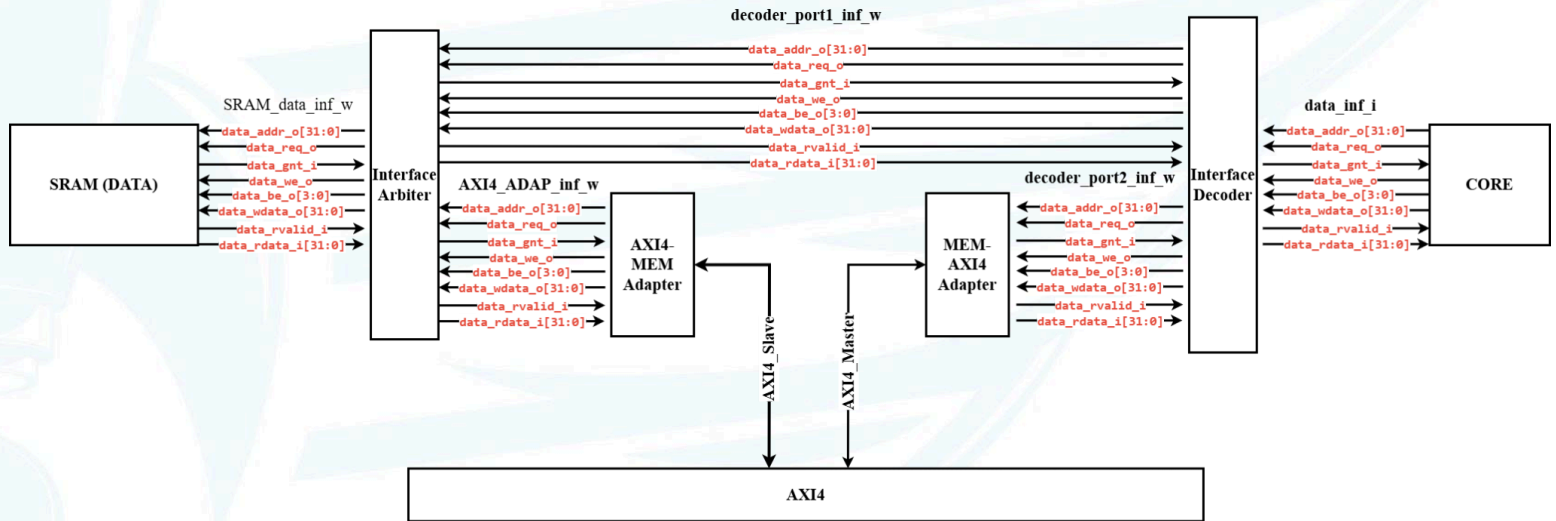 decoder_port1_inf_w
data_addr_o[31:0]
data_req_o
data_gnt_i
data_we_o
data_be_o[3:0]
data_wdata_o[31:0]
data_rvalid_i
data_rdata_i[31:0]
SRAM_data_inf_w
data_addr_o[31:0]
data_req_o
data_gnt_i
data_we_o
data_be_o[3:0]
data_wdata_o[31:0]
data_rvalid_i
data_rdata_i[31:0]
SRAM (DATA)
Interface
Arbiter
AXI4_ADAP_inf_w
data_addr_o[31:0]
data_req_o
data_gnt_i
data_we_o
data_be_o[3:0]
data_wdata_o[31:0]
data_rvalid_i
data_rdata_i[31:0]
AXI4-
MEM
Adapter
AXI4_Slave
AXI4_Master
MEM-
AXI4
Adapter
decoder_port2_inf_w
data_addr_o[31:0]
data_req_o
data_gnt_i
data_we_o
data_be_o[3:0]
data_wdata_o[31:0]
data_rvalid_i
data_rdata_i[31:0]
Interface
Decoder
data_inf_i
data_addr_o[31:0]
data_req_o
data_gnt_i
data_we_o
data_be_o[3:0]
data_wdata_o[31:0]
data_rvalid_i
data_rdata_i[31:0]
CORE
AXI4